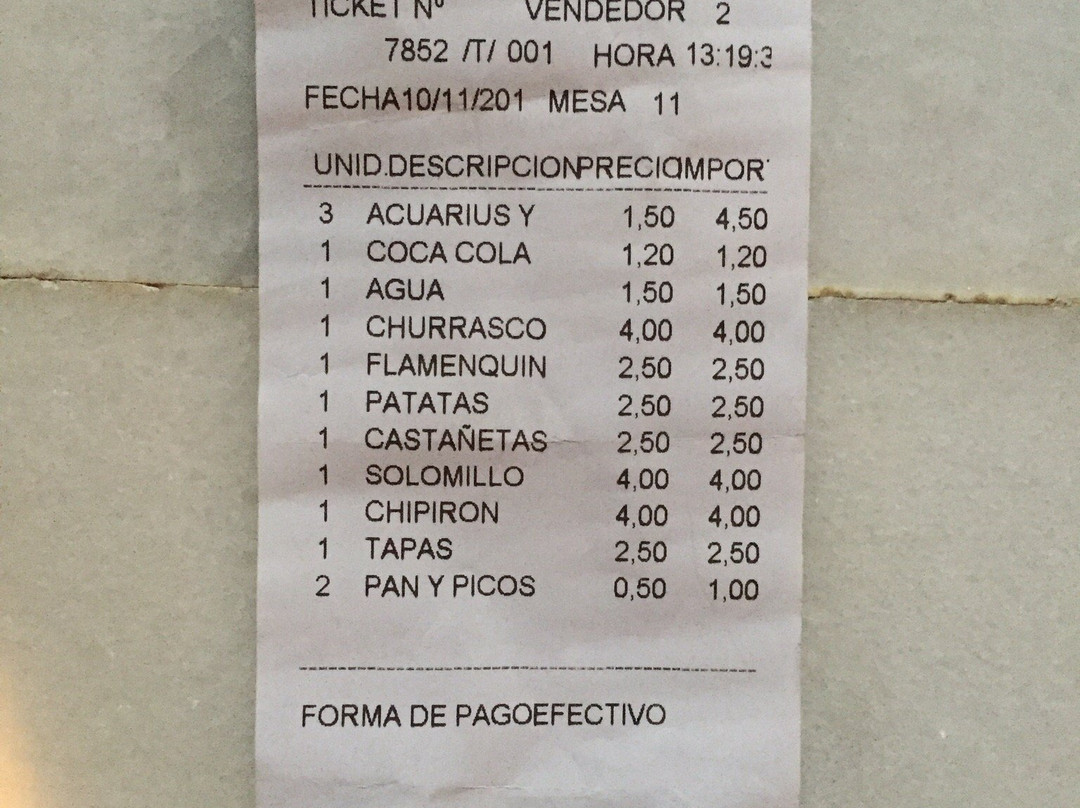 TICKET Nº VENDEDOR 2
7852 /T/ 001 HORA 13:19:3
FECHA10/11/201 MESA 11
UNID.DESCRIPCIONPRECIOIMPOR
3 ACUARIUS Y 1,50 4,50
1 COCA COLA 1,20 1,20
1 AGUA 1,50 1,50
1 CHURRASCO 4,00 4,00
1 FLAMENQUIN 2,50 2,50
1 PATATAS 2,50 2,50
1 CASTAÑETAS 2,50 2,50
1 SOLOMILLO 4,00 4,00
1 CHIPIRON 4,00 4,00
1 TAPAS 2,50 2,50
2 PAN Y PICOS 0,50 1,00
FORMA DE PAGOEFECTIVO